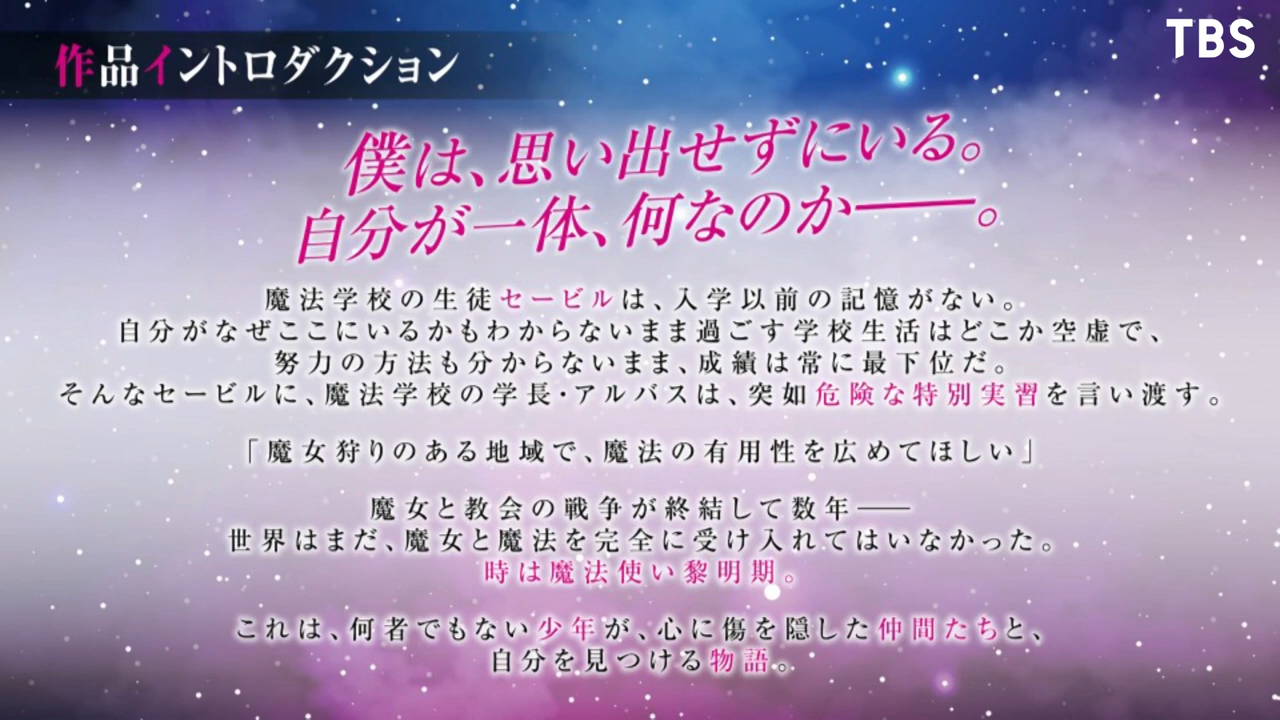 作品イントロダクション
TBS
僕は、思い出せずにいる。
自分が一体、何なのか――。
魔法学校の生徒セービルは、入学以前の記憶がない。
自分がなぜここにいるかもわからないまま過ごす学校生活はどこか空虚で、
努力の方法も分からないまま、成績は常に最下位だ。
そんなセービルに、魔法学校の学長・アルバスは、突如危険な特別実習を言い渡す。
「魔女狩りのある地域で、魔法の有用性を広めてほしい」
魔女と教会の戦争が終結して数年――
世界はまだ、魔女と魔法を完全に受け入れてはいなかった。
時は魔法使い黎明期。
これは、何者でもない少年が、心に傷を隠した仲間たちと、
自分を見つける物語。